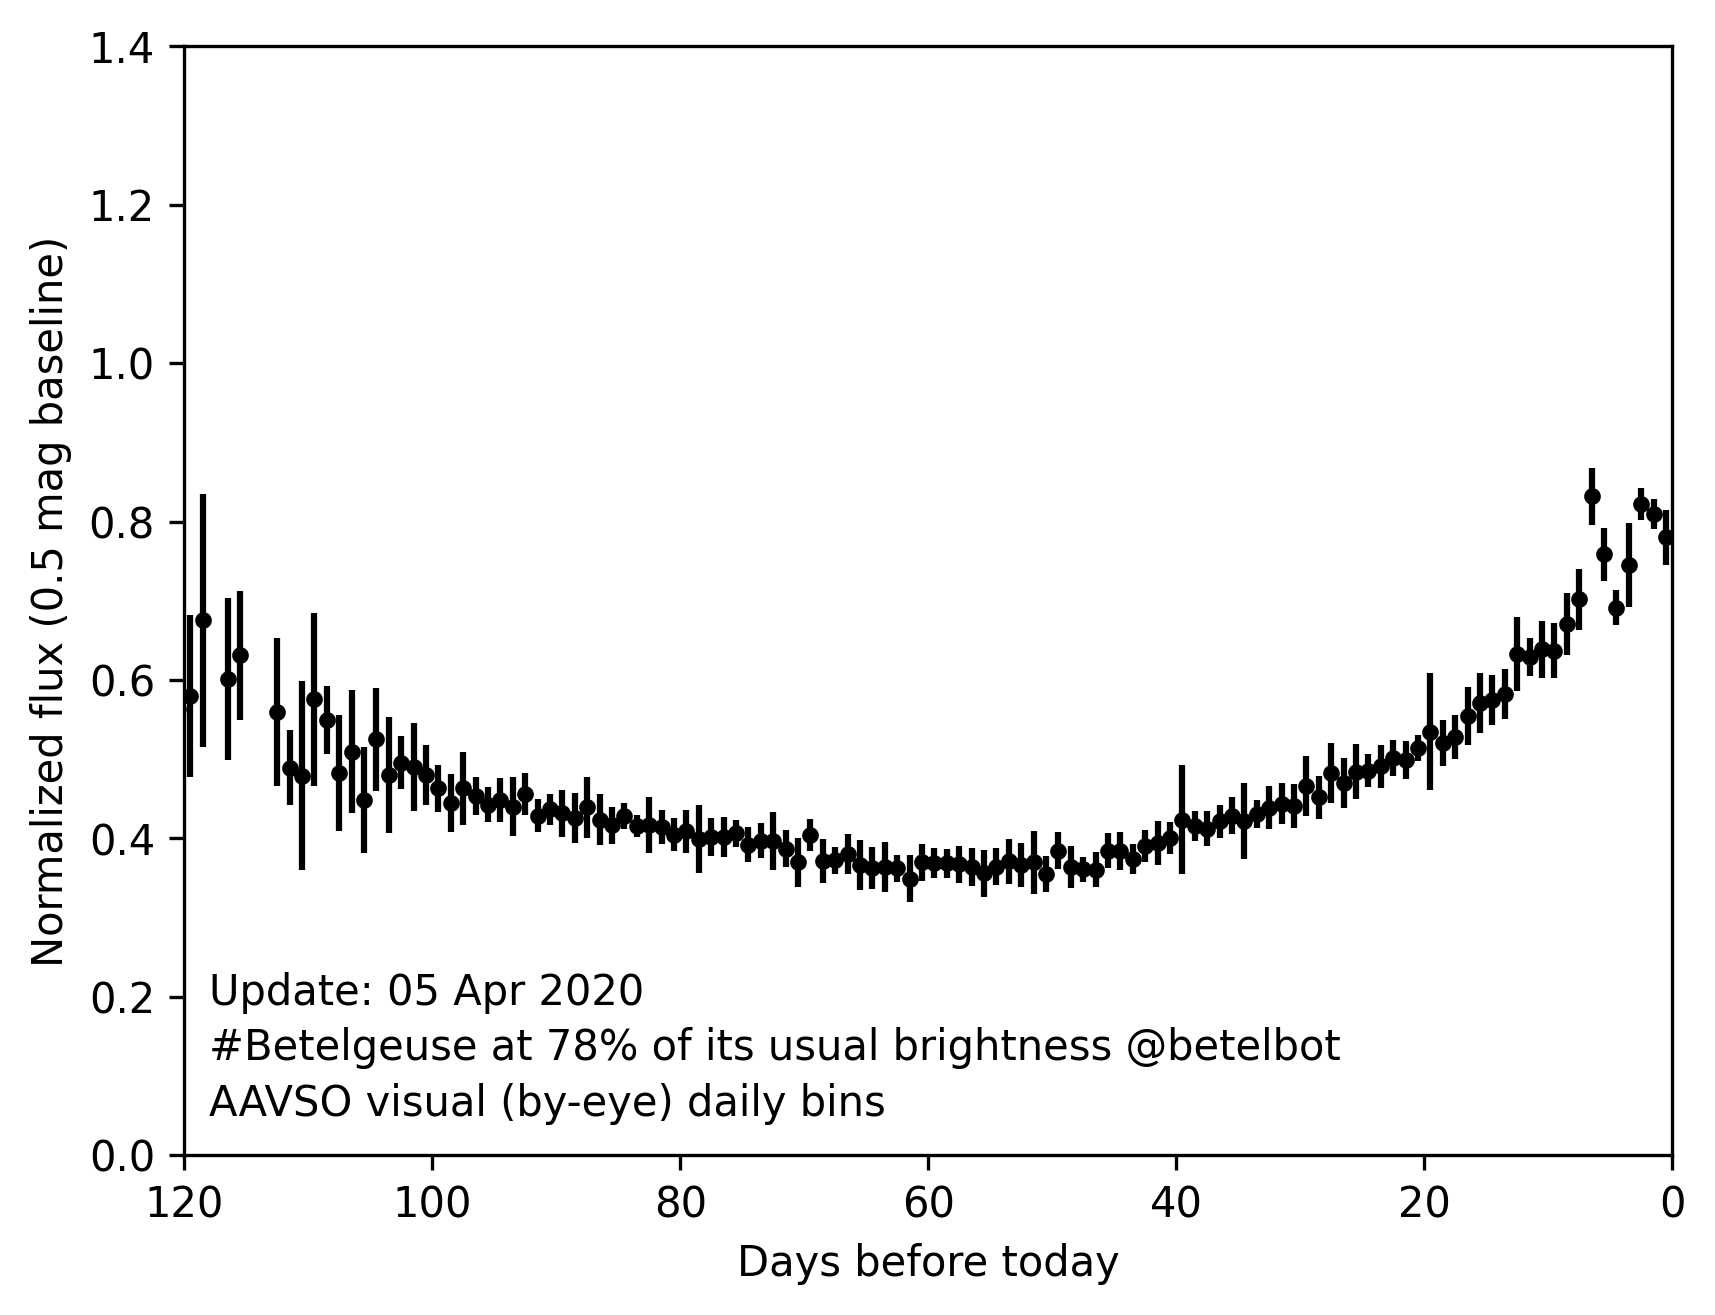 1.4
1.2
1.0
0.8
0.6
0.4
0.2
0.0
Normalized flux (0.5 mag baseline)
Update: 05 Apr 2020
#Betelgeuse at 78% of its usual brightness @betelbot
AAVSO visual (by-eye) daily bins
120 100 80 60 40 20 0
Days before today